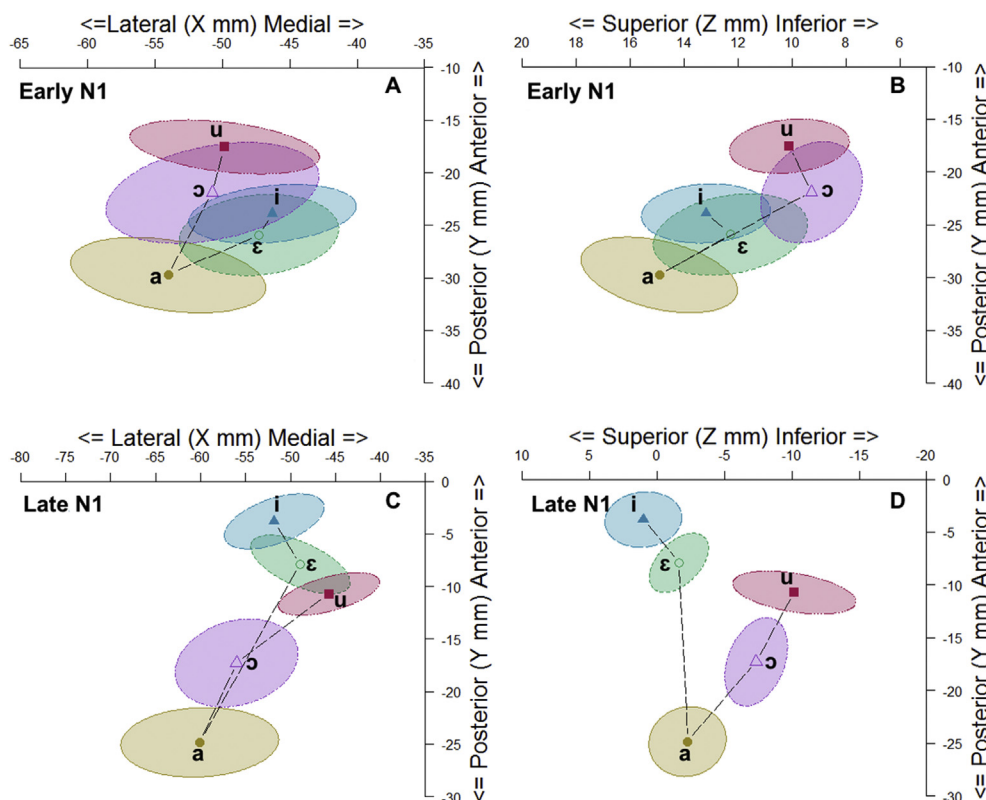 <=Lateral (X mm) Medial =>
-65 -60 -55 -50 -45 -40 -35
Early N1
A
u
ɔ
i
ɛ
a
-10
-15
-20
-25
-30
-35
-40
<= Posterior (Y mm) Anterior =>
<= Superior (Z mm) Inferior =>
20 18 16 14 12 10 8 6
Early N1
B
u
ɔ
i
ɛ
a
-10
-15
-20
-25
-30
-35
-40
<= Posterior (Y mm) Anterior =>
<= Lateral (X mm) Medial =>
-80 -75 -70 -65 -60 -55 -50 -45 -40 -35
Late N1
C
i
ɛ
u
ɔ
a
0
-5
-10
-15
-20
-25
-30
<= Posterior (Y mm) Anterior =>
<= Superior (Z mm) Inferior =>
10 5 0 -5 -10 -15 -20
Late N1
D
i
ɛ
u
ɔ
a
0
-5
-10
-15
-20
-25
-30
<= Posterior (Y mm) Anterior =>